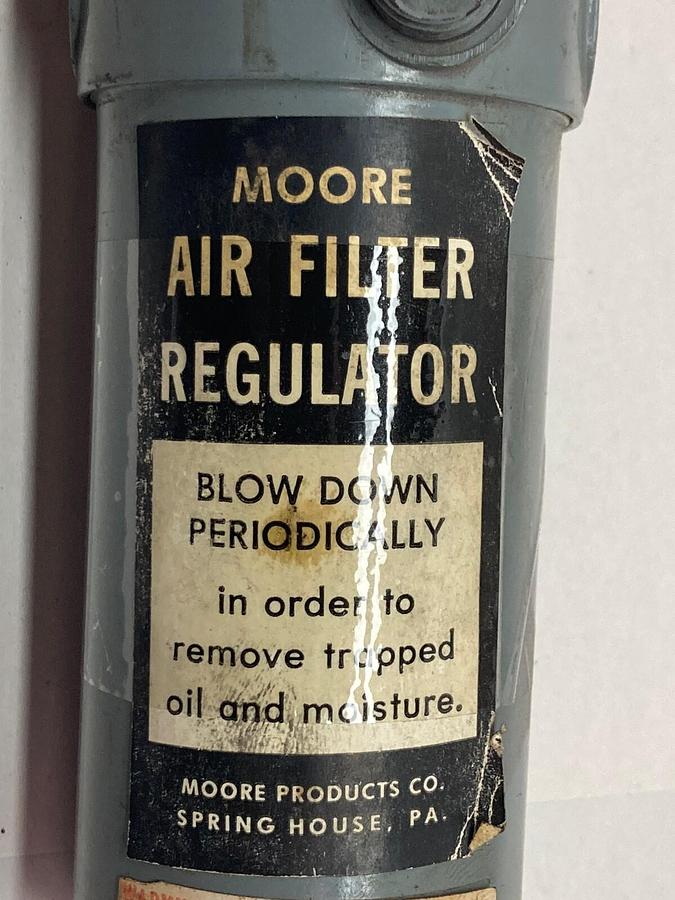 MOORE
AIR FILTER
REGULATOR
BLOW DOWN
PERIODICALLY
in order to
remove trapped
oil and moisture.
MOORE PRODUCTS CO.
SPRING HOUSE, PA.